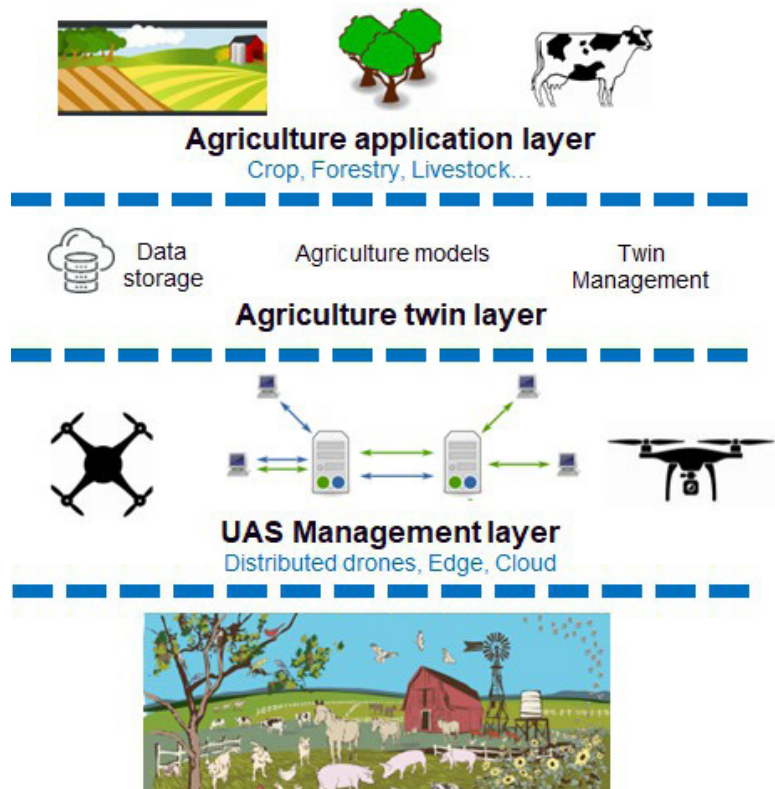 Agriculture application layer
Crop, Forestry, Livestock...
Data
storage
Agriculture models
Twin
Management
Agriculture twin layer
UAS Management layer
Distributed drones, Edge, Cloud